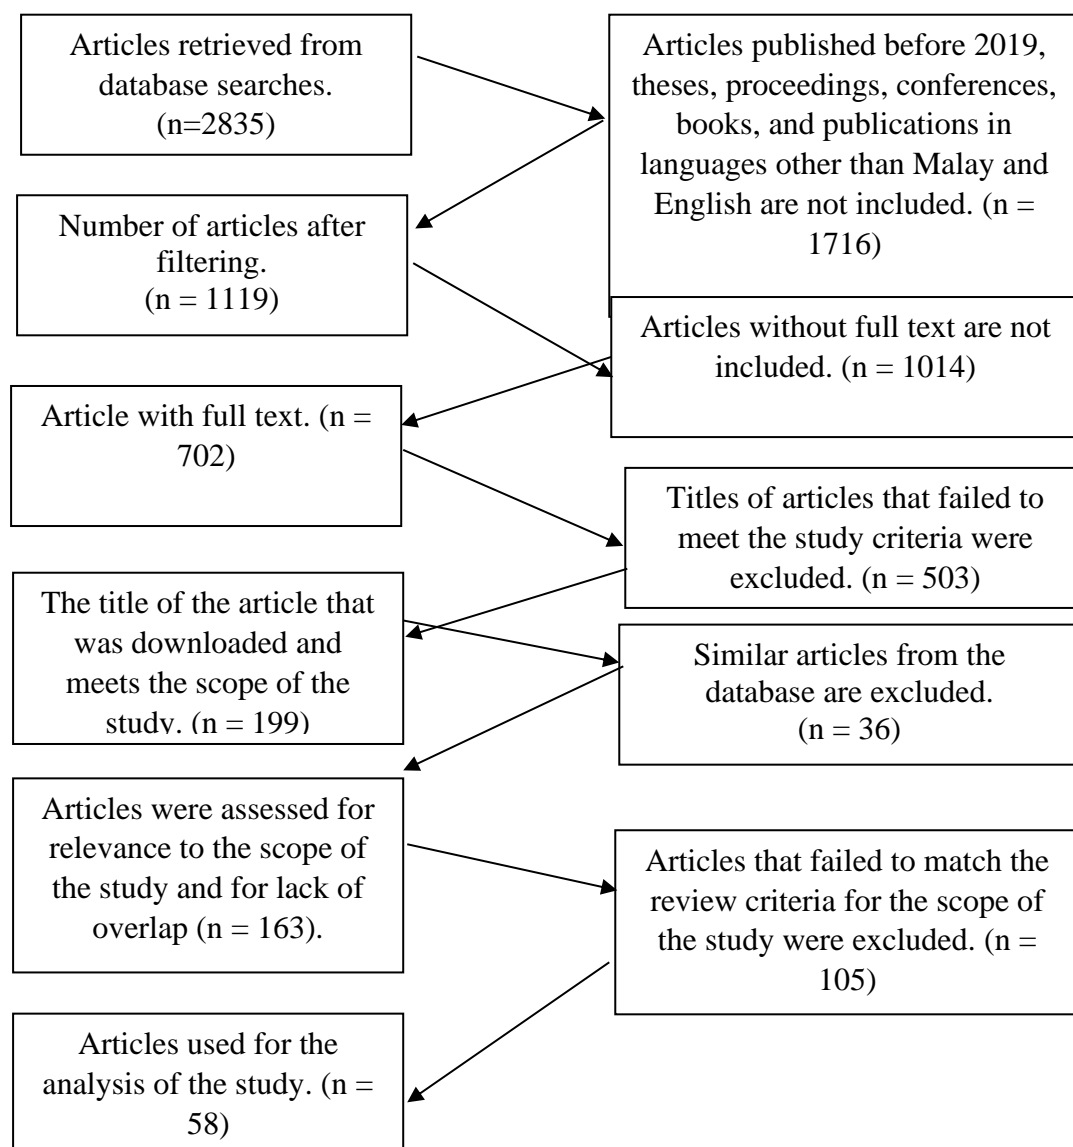 Articles retrieved from
database searches.
(n=2835)
Articles published before 2019,
theses, proceedings, conferences,
books, and publications in
languages other than Malay and
English are not included. (n =
1716)
Number of articles after
filtering.
(n = 1119)
Articles without full text are not
included. (n = 1014)
Article with full text. (n =
702)
Titles of articles that failed to
meet the study criteria were
excluded. (n = 503)
The title of the article that
was downloaded and
meets the scope of the
study. (n = 199)
Similar articles from the
database are excluded.
(n = 36)
Articles were assessed for
relevance to the scope of
the study and for lack of
overlap (n = 163).
Articles that failed to match the
review criteria for the scope of
the study were excluded. (n =
105)
Articles used for the
analysis of the study. (n =
58)